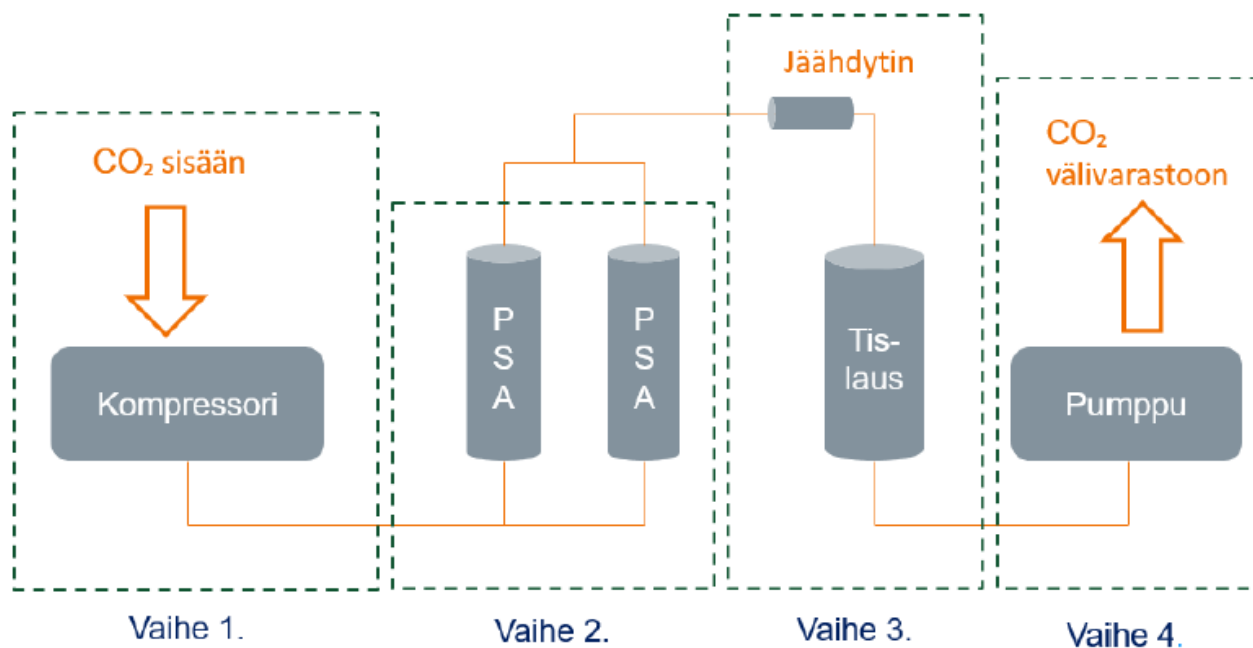 CO₂ sisään
Kompressori
Vaihe 1.
P
S
A
P
S
A
Vaihe 2.
Jäähdytin
Tis-
laus
Vaihe 3.
CO₂
välivarastoon
Pumppu
Vaihe 4.